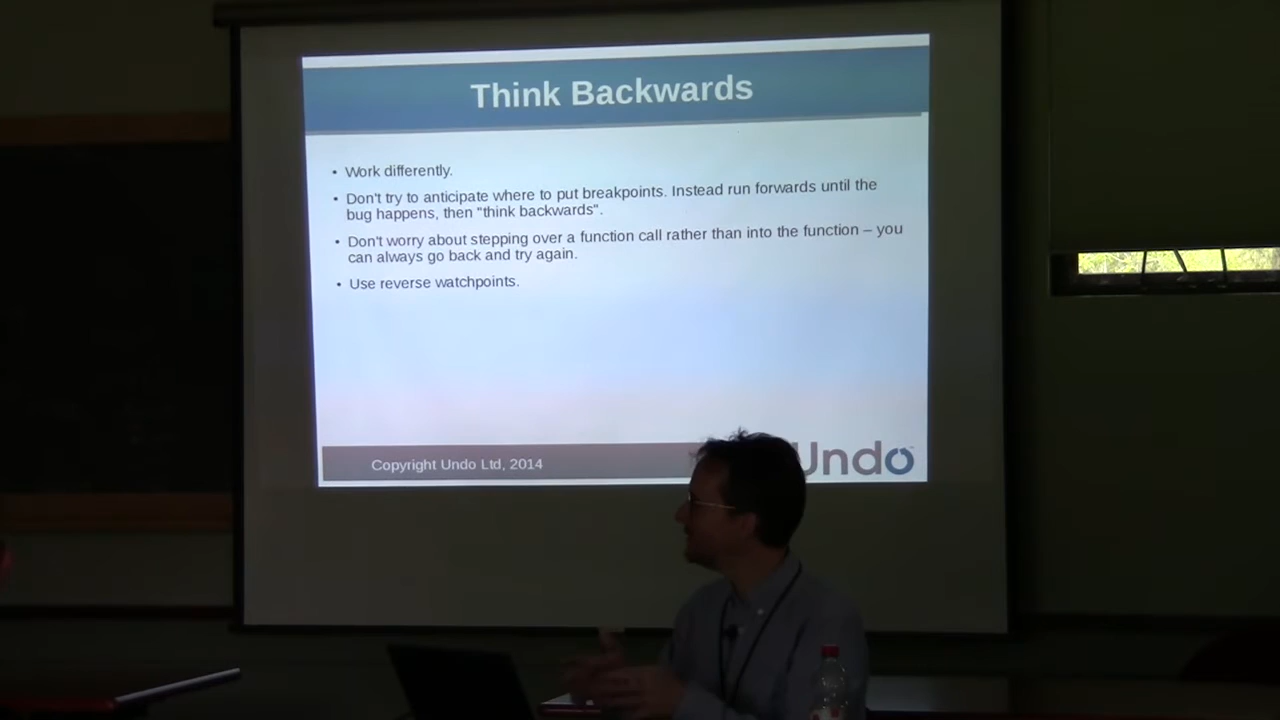 Think Backwards
• Work differently.
• Don't try to anticipate where to put breakpoints. Instead run forwards until the
bug happens, then "think backwards".
• Don't worry about stepping over a function call rather than into the function – you
can always go back and try again.
• Use reverse watchpoints.
Copyright Undo Ltd, 2014
Undo